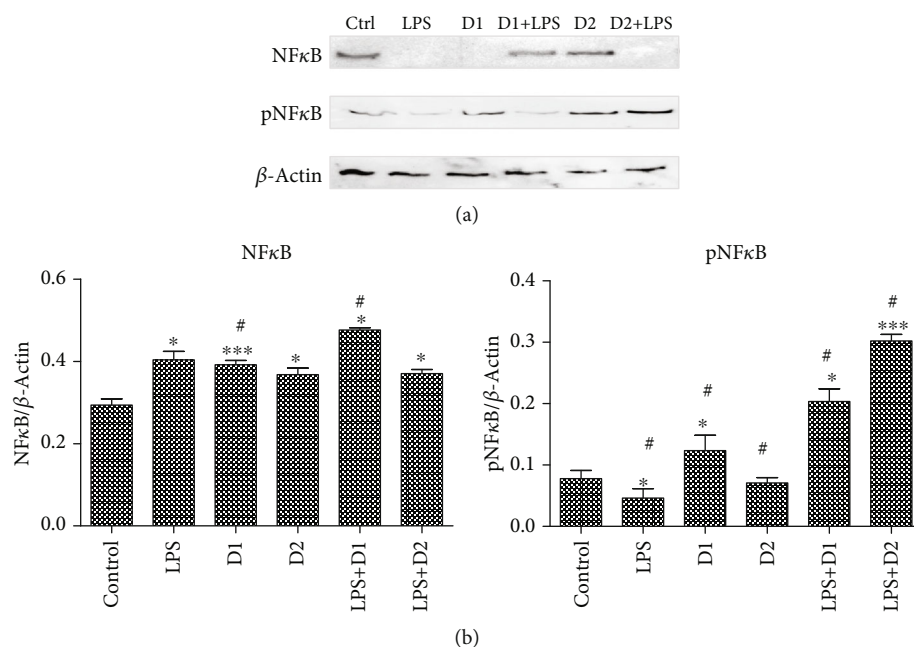 Ctrl LPS D1 D1+LPS D2 D2+LPS
NFκB
pNFκB
β-Actin
(a)
NFκB
NFκB/β-Actin
0.6
0.4
0.2
0.0
*
#
***
*
#
*
*
Control
LPS
D1
D2
LPS+D1
LPS+D2
pNFκB
pNFκB/β-Actin
0.4
0.3
0.2
0.1
0.0
#
*
#
*
#
#
*
#
***
Control
LPS
D1
D2
LPS+D1
LPS+D2
(b)